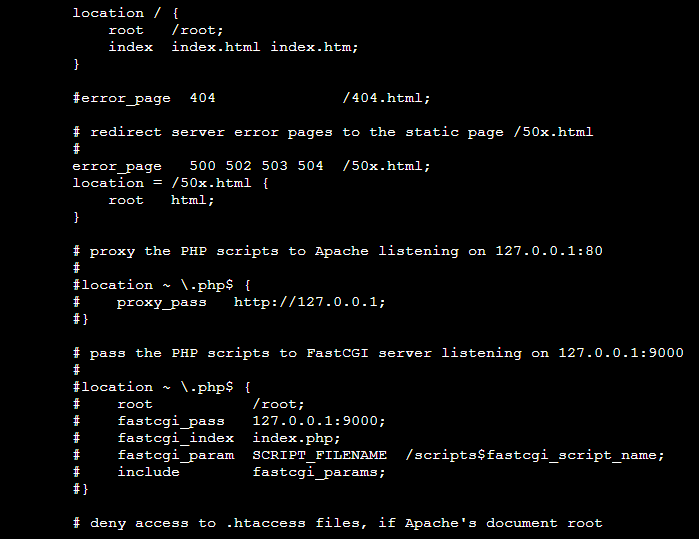 location / {
    root   /root;
    index  index.html index.htm;
}
#error_page  404              /404.html;
# redirect server error pages to the static page /50x.html
#
error_page   500 502 503 504  /50x.html;
location = /50x.html {
    root   html;
}
# proxy the PHP scripts to Apache listening on 127.0.0.1:80
#
#location ~ \.php$ {
#    proxy_pass   http://127.0.0.1;
#}
# pass the PHP scripts to FastCGI server listening on 127.0.0.1:9000
#
#location ~ \.php$ {
#    root           /root;
#    fastcgi_pass   127.0.0.1:9000;
#    fastcgi_index  index.php;
#    fastcgi_param  SCRIPT_FILENAME  /scripts$fastcgi_script_name;
#    include        fastcgi_params;
#}
# deny access to .htaccess files, if Apache's document root